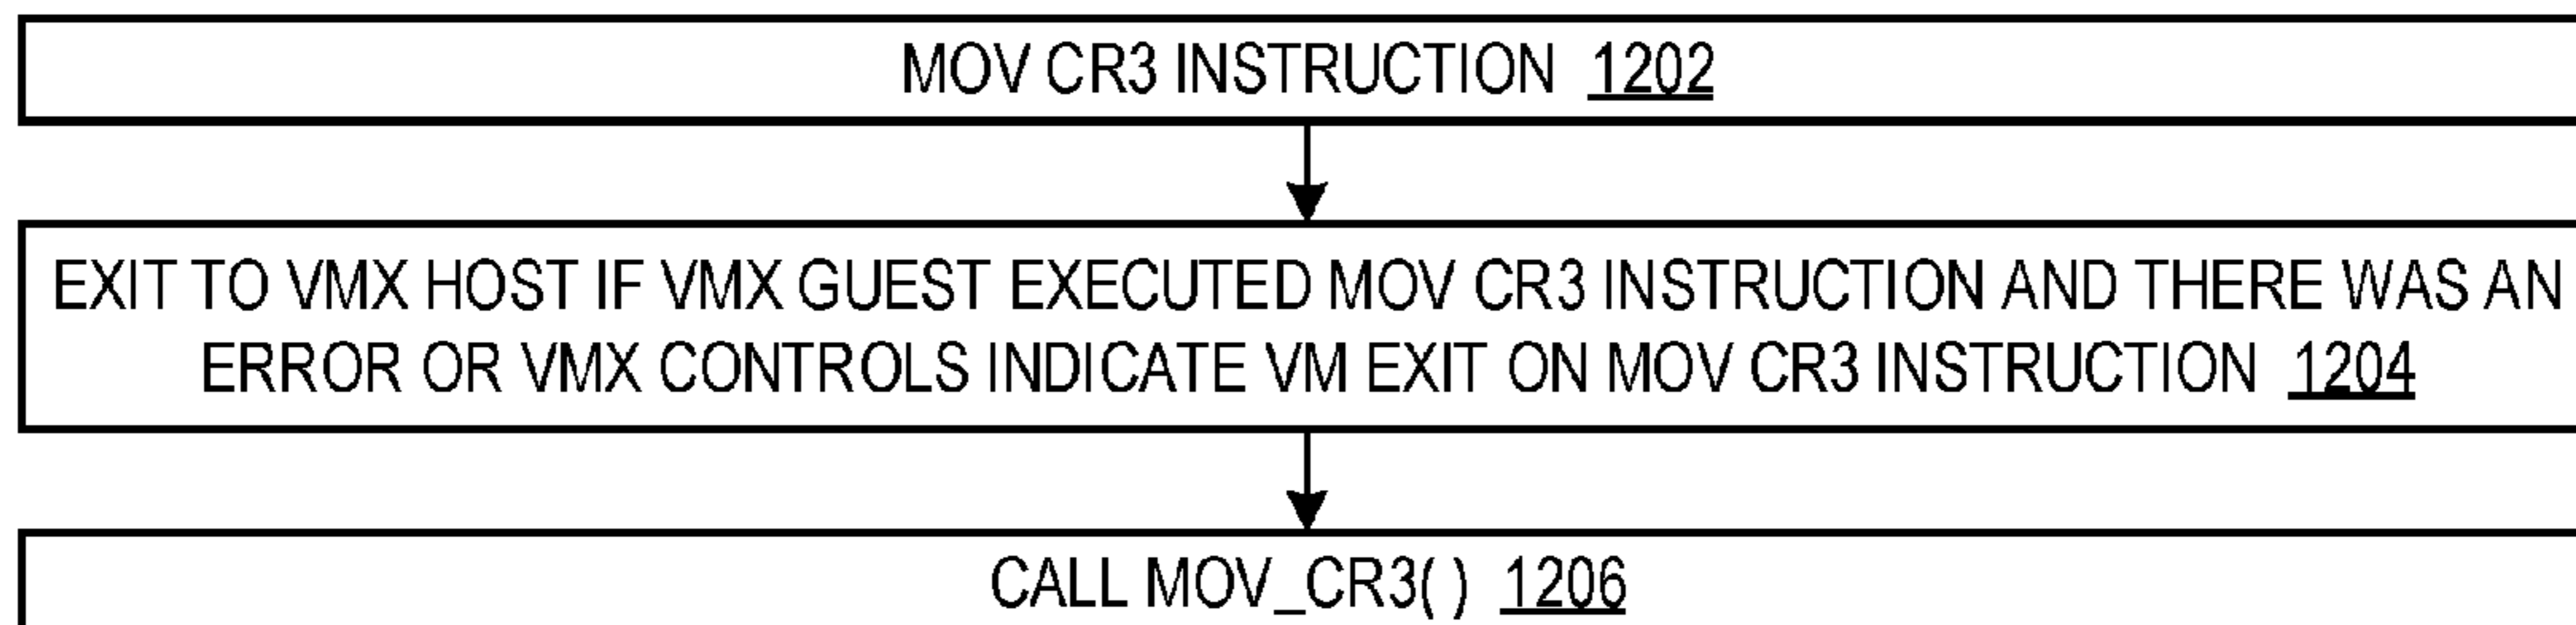 MOV CR3 INSTRUCTION 1202
EXIT TO VMX HOST IF VMX GUEST EXECUTED MOV CR3 INSTRUCTION AND THERE WAS AN
ERROR OR VMX CONTROLS INDICATE VM EXIT ON MOV CR3 INSTRUCTION 1204
CALL MOV_CR3( ) 1206